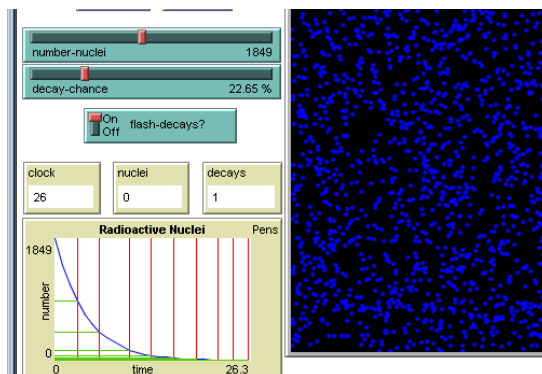 number-nuclei 1849
decay-chance 22.65 %
On
Off
flash-decays?
clock nuclei decays
26 0 1
Radioactive Nuclei Pens
1849
number
0
0 time 26.3